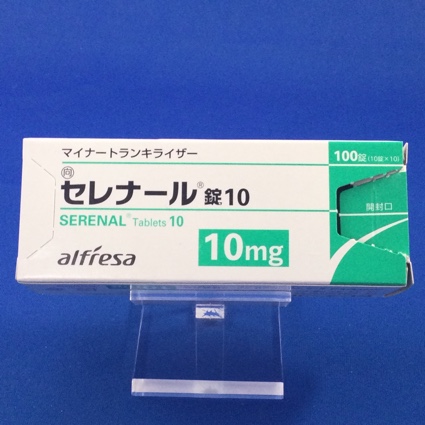 マイナートランキライザー
100錠(10錠×10)
向
セレナール®錠10
SERENAL® Tablets 10
開封口
10mg
alfresa